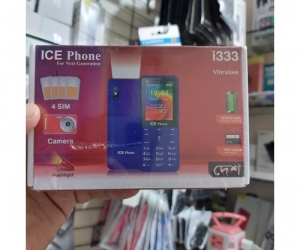 ICE Phone
For Next Generation
i333
Vibration
4 SIM
Camera
ICE Phone
ICE Phone
Flashlight
দেশী